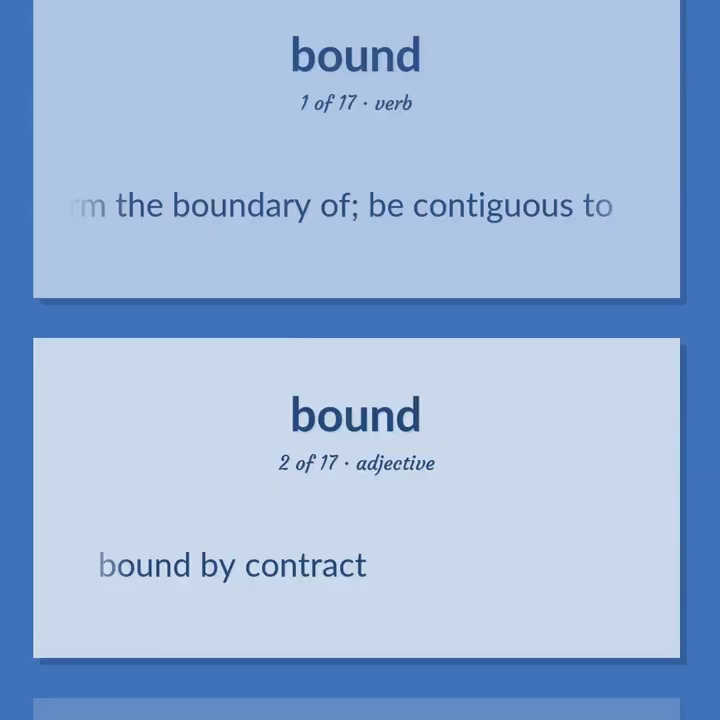 bound
1 of 17 · verb
rm the boundary of; be contiguous to
bound
2 of 17 · adjective
bound by contract